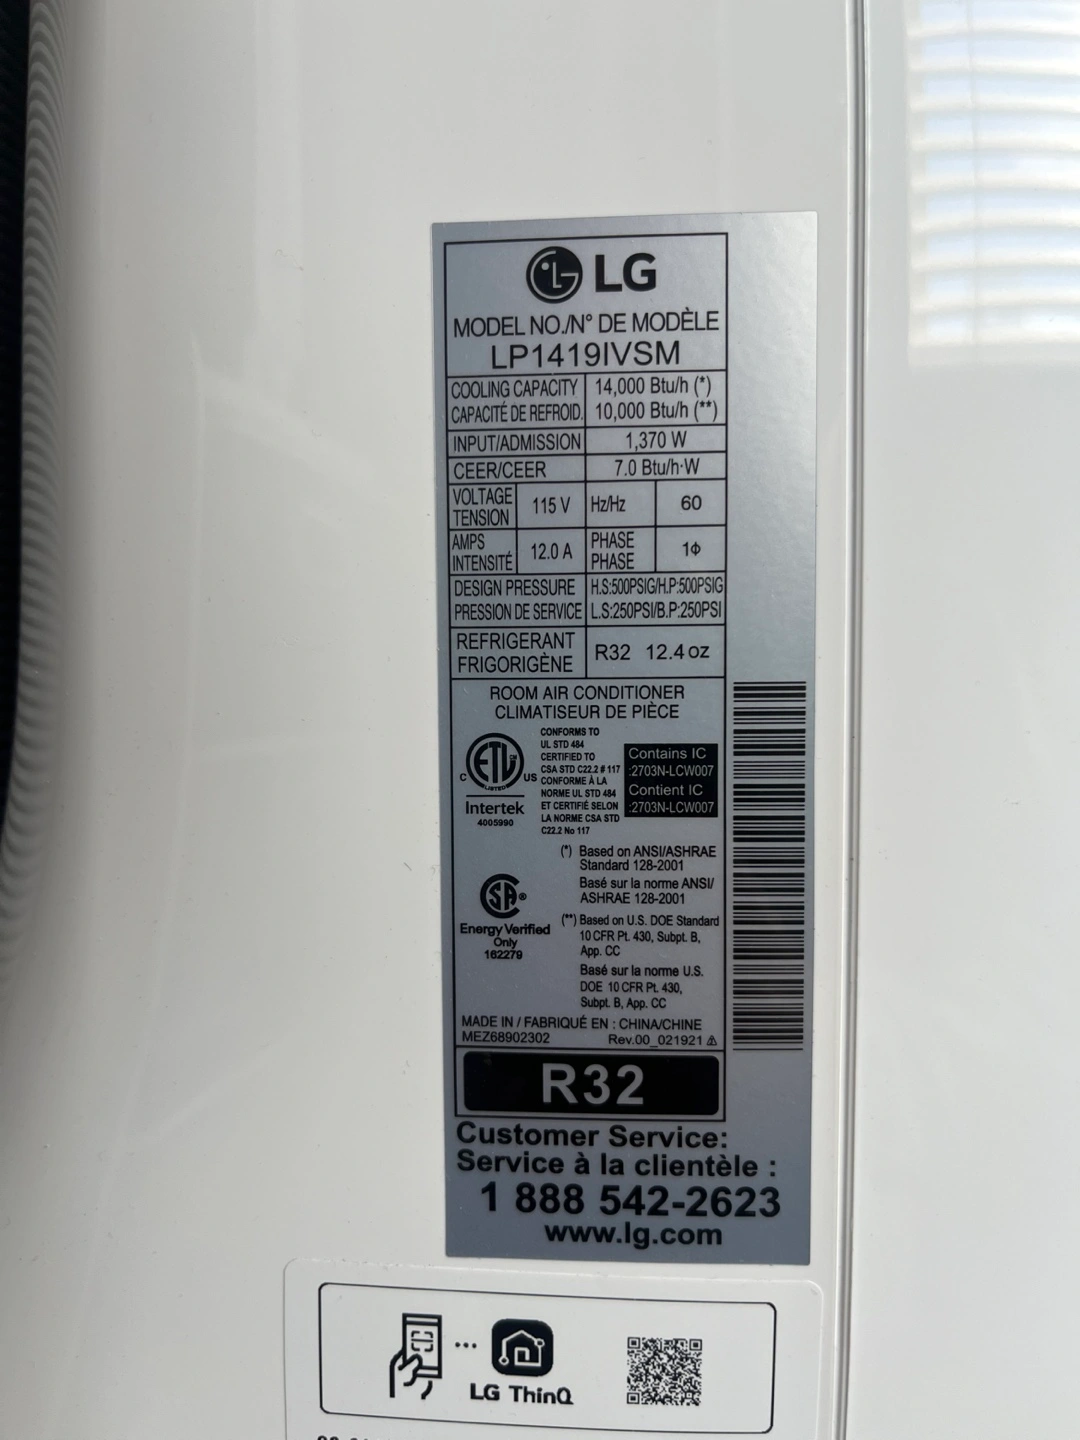 LG
MODEL NO./N° DE MODÈLE
LP1419IVSM
COOLING CAPACITY 14,000 Btu/h (*)
CAPACITÉ DE REFROID. 10,000 Btu/h (**)
INPUT/ADMISSION 1,370 W
CEER/CEER 7.0 Btu/h·W
VOLTAGE
TENSION 115 V Hz/Hz 60
AMPS
INTENSITÉ 12.0 A PHASE
PHASE 1Φ
DESIGN PRESSURE H.S:500PSIG/H.P:500PSIG
PRESSION DE SERVICE L.S:250PSI/B.P:250PSI
REFRIGERANT
FRIGORIGÈNE R32 12.4 oz
ROOM AIR CONDITIONER
CLIMATISEUR DE PIÈCE
C ETL CM US
LISTED
Intertek
4005990
CONFORMS TO
UL STD 484
CERTIFIED TO
CSA STD C22.2 # 117
CONFORME À LA
NORME UL STD 484
ET CERTIFIÉ SELON
LA NORME CSA STD
C22.2 No 117
Contains IC
:2703N-LCW007
Contient IC
:2703N-LCW007
(*) Based on ANSI/ASHRAE
Standard 128-2001
Basé sur la norme ANSI/
ASHRAE 128-2001
SA®
Energy Verified
Only
162279
(**) Based on U.S. DOE Standard
10 CFR Pt. 430, Subpt. B,
App. CC
Basé sur la norme U.S.
DOE 10 CFR Pt. 430,
Subpt. B, App. CC
MADE IN / FABRIQUÉ EN : CHINA/CHINE
MEZ68902302 Rev.00_021921
R32
Customer Service:
Service à la clientèle :
1 888 542-2623
www.lg.com
LG ThinQ